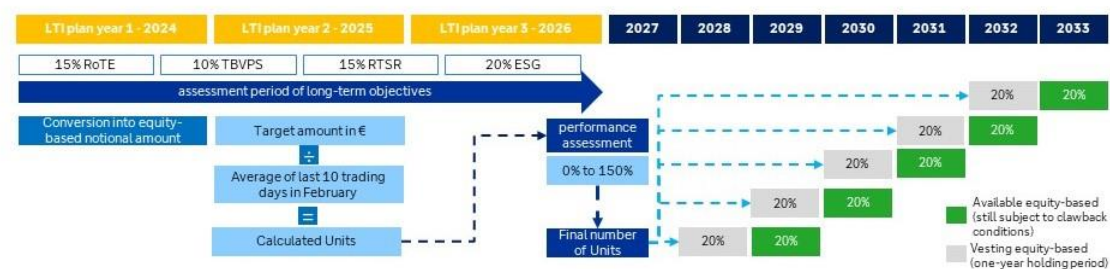 LTI plan year 1 - 2024
LTI plan year 2 - 2025
LTI plan year 3 - 2026
2027
2028
2029
2030
2031
2032
2033
15% RoTE
10% TBVPS
15% RTSR
20% ESG
assessment period of long-term objectives
20%
20%
Conversion into equity-
based notional amount
Target amount in €
performance
assessment
20%
20%
÷
Average of last 10 trading
days in February
0% to 150%
20%
20%
=
20%
20%
Calculated Units
Final number
of Units
20%
20%
Available equity-based
(still subject to clawback
conditions)
Vesting equity-based
(one-year holding period)